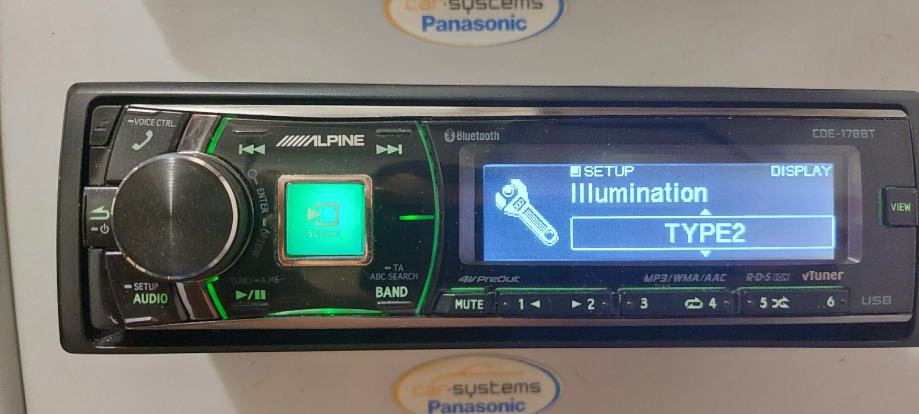 car-systems
Panasonic
VOICE CTRL.
ALPINE
Bluetooth
CDE-178BT
ENTER
SETUP
DISPLAY
Illumination
TYPE2
VIEW
SOURCE
TA
ABC SEARCH
SETUP
AUDIO
BAND
4V PreOut
MP3/WMA/AAC
R·D·S
vTuner
MUTE
1
2
3
4
5
6
USB
car-systems
Panasonic